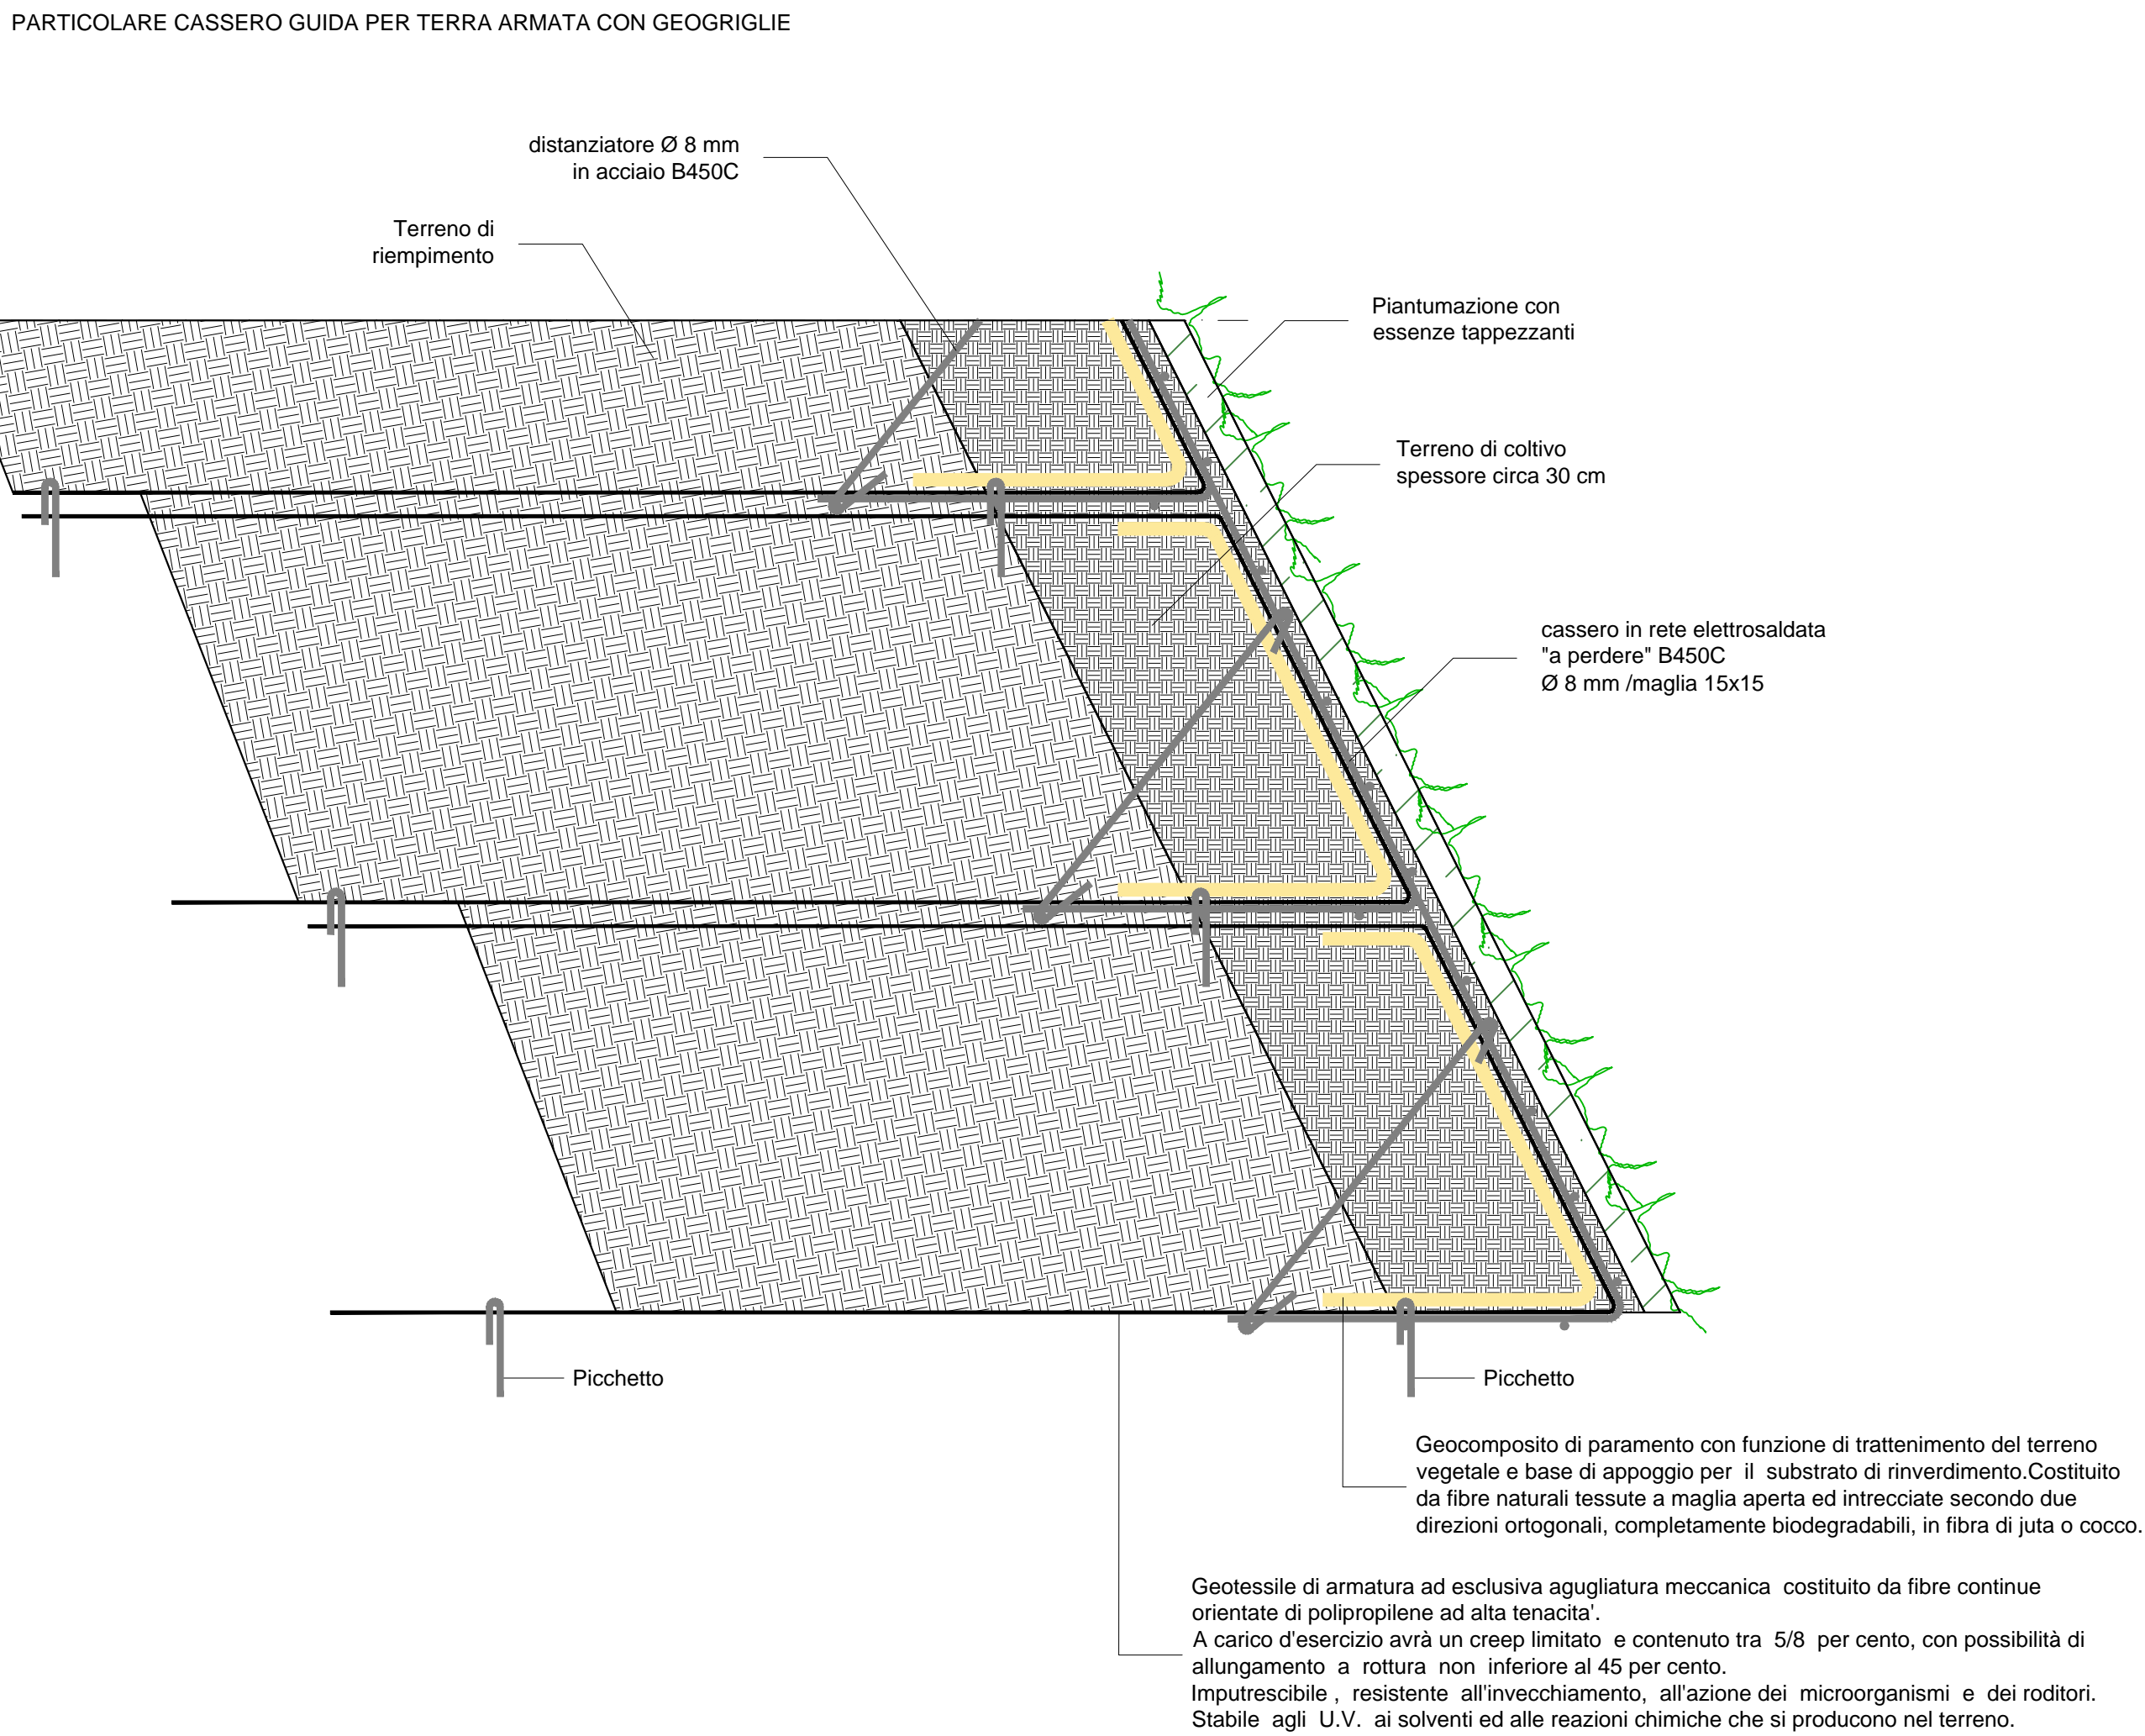 PARTICOLARE CASSERO GUIDA PER TERRA ARMATA CON GEOGRIGLIE
distanziatore Ø 8 mm
in acciaio B450C
Terreno di
riempimento
Piantumazione con
essenze tappezzanti
Terreno di coltivo
spessore circa 30 cm
cassero in rete elettrosaldata
"a perdere" B450C
Ø 8 mm /maglia 15x15
Picchetto
Picchetto
Geocomposito di paramento con funzione di trattenimento del terreno
vegetale e base di appoggio per il substrato di rinverdimento.Costituito
da fibre naturali tessute a maglia aperta ed intrecciate secondo due
direzioni ortogonali, completamente biodegradabili, in fibra di juta o cocco.
Geotessile di armatura ad esclusiva agugliatura meccanica costituito da fibre continue
orientate di polipropilene ad alta tenacita'.
A carico d'esercizio avrà un creep limitato e contenuto tra 5/8 per cento, con possibilità di
allungamento a rottura non inferiore al 45 per cento.
Imputrescibile , resistente all'invecchiamento, all'azione dei microorganismi e dei roditori.
Stabile agli U.V. ai solventi ed alle reazioni chimiche che si producono nel terreno.